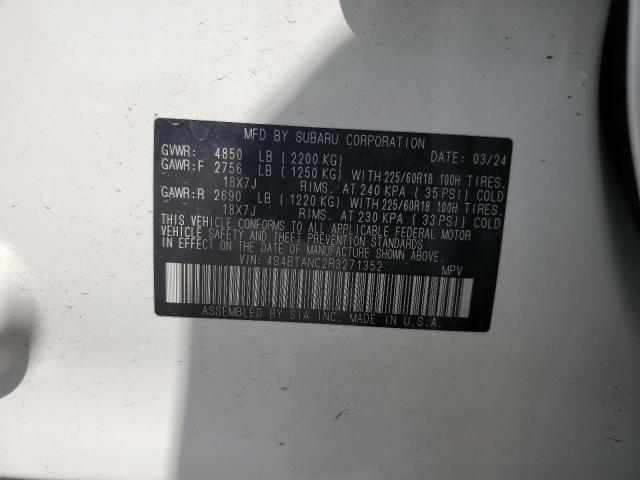 MFD BY SUBARU CORPORATION
GVWR: 4850 LB ( 2200 KG) DATE: 03/24
GAWR:F 2756 LB ( 1250 KG) WITH 225/60R18 100H TIRES.
18X7J RIMS. AT 240 KPA ( 35 PSI) COLD
GAWR:R 2690 LB ( 1220 KG) WITH 225/60R18 100H TIRES.
18X7J RIMS. AT 230 KPA ( 33 PSI) COLD
THIS VEHICLE CONFORMS TO ALL APPLICABLE FEDERAL MOTOR
VEHICLE SAFETY AND THEFT PREVENTION STANDARDS
IN EFFECT ON THE DATE OF MANUFACTURE SHOWN ABOVE.
VIN: 4S4BTANC2R3271352 MPV
ASSEMBLED BY SIA INC. MADE IN U.S.A.